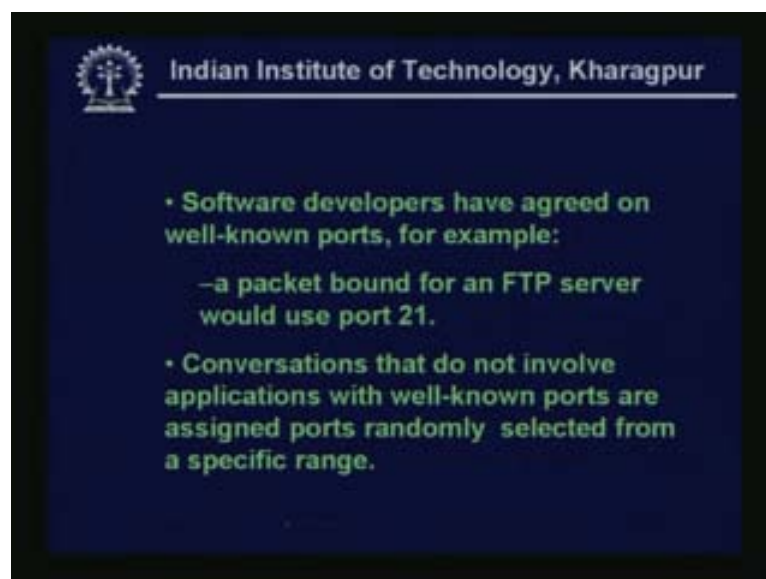 Indian Institute of Technology, Kharagpur
• Software developers have agreed on
well-known ports, for example:
–a packet bound for an FTP server
would use port 21.
• Conversations that do not involve
applications with well-known ports are
assigned ports randomly selected from
a specific range.